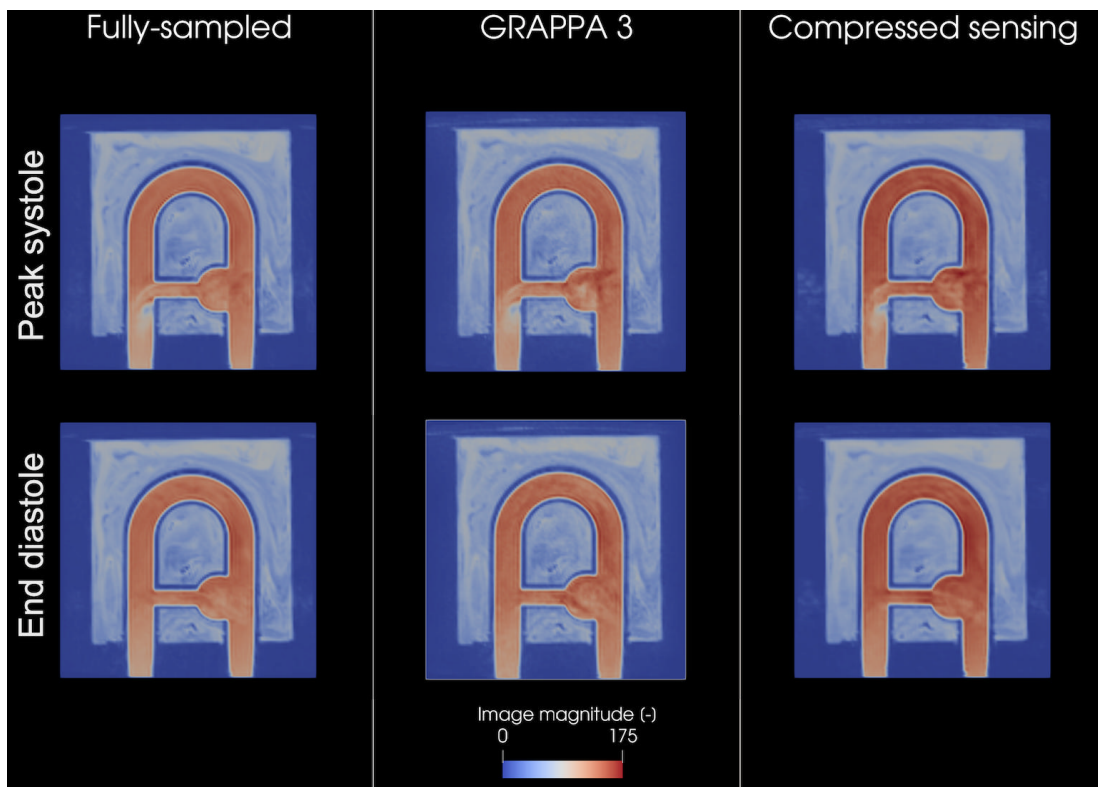 Fully-sampled
GRAPPA 3
Compressed sensing
Peak systole
End diastole
Image magnitude (-)
0
175